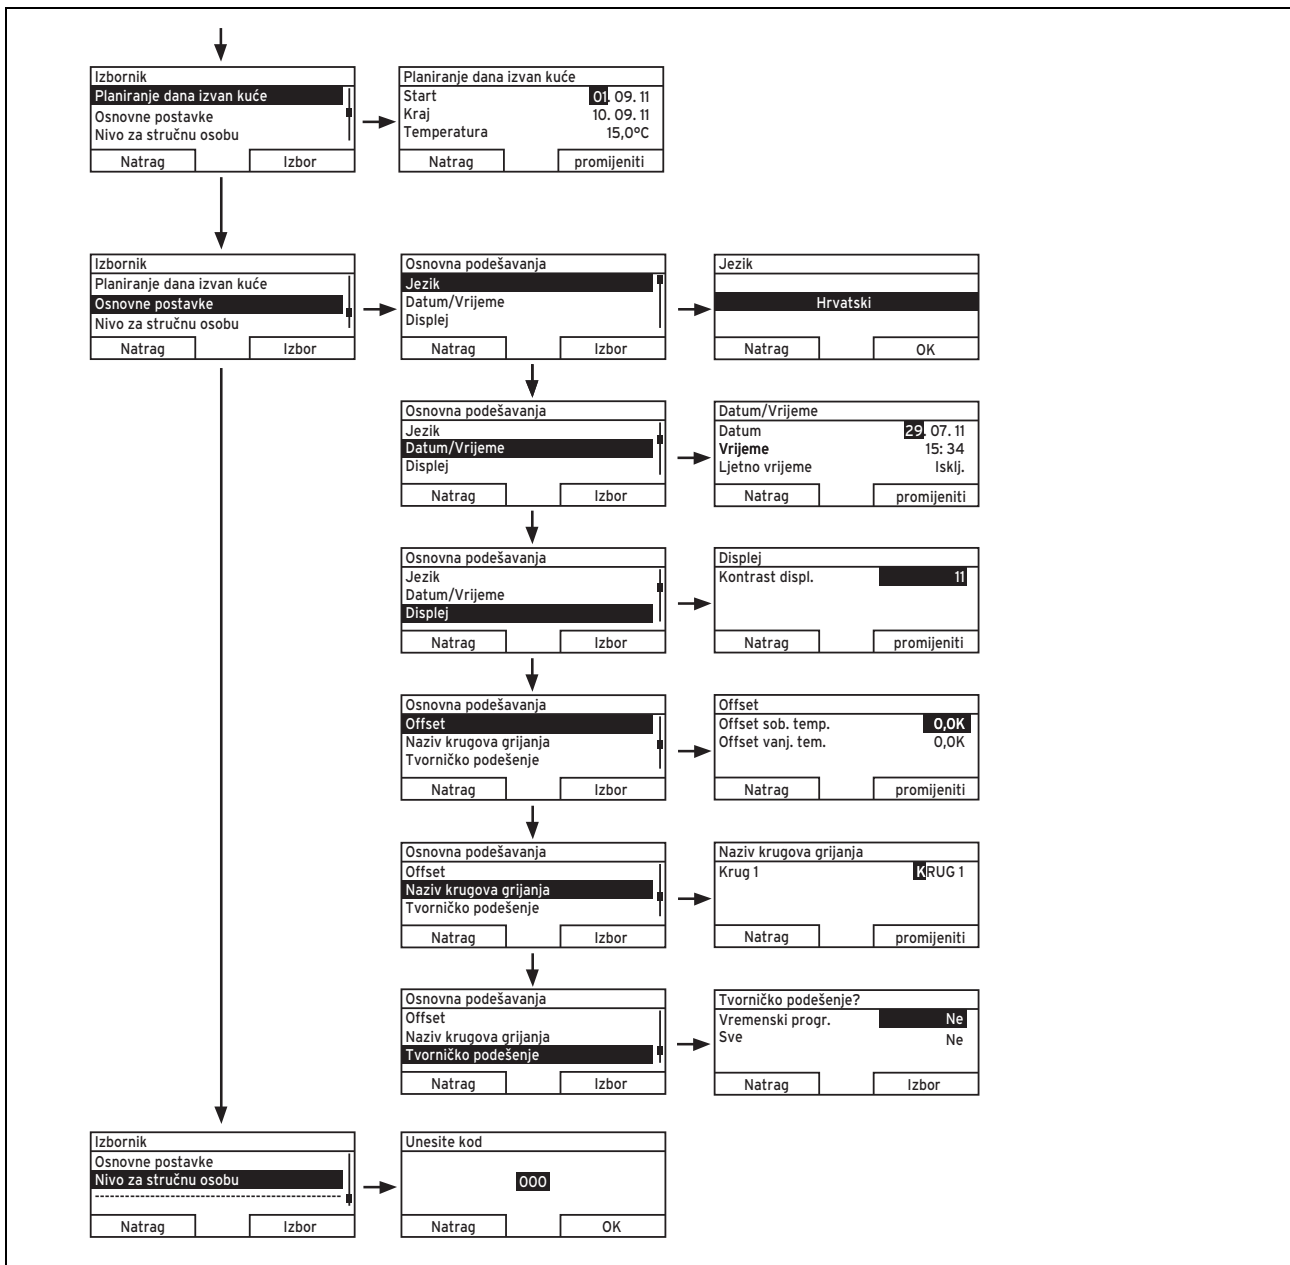 Izbornik
Planiranje dana izvan kuće
Osnovne postavke
Nivo za stručnu osobu
Natrag Izbor
Planiranje dana izvan kuće
Start 01. 09. 11
Kraj 10. 09. 11
Temperatura 15,0°C
Natrag promijeniti
Izbornik
Planiranje dana izvan kuće
Osnovne postavke
Nivo za stručnu osobu
Natrag Izbor
Osnovna podešavanja
Jezik
Datum/Vrijeme
Displej
Natrag Izbor
Jezik
Hrvatski
Natrag OK
Osnovna podešavanja
Jezik
Datum/Vrijeme
Displej
Natrag Izbor
Datum/Vrijeme
Datum 29. 07. 11
Vrijeme 15: 34
Ljetno vrijeme Isklj.
Natrag promijeniti
Osnovna podešavanja
Jezik
Datum/Vrijeme
Displej
Natrag Izbor
Displej
Kontrast displ. 11
Natrag promijeniti
Osnovna podešavanja
Offset
Naziv krugova grijanja
Tvorničko podešenje
Natrag Izbor
Offset
Offset sob. temp. 0,0K
Offset vanj. tem. 0,0K
Natrag promijeniti
Osnovna podešavanja
Offset
Naziv krugova grijanja
Tvorničko podešenje
Natrag Izbor
Naziv krugova grijanja
Krug 1 KRUG 1
Natrag promijeniti
Osnovna podešavanja
Offset
Naziv krugova grijanja
Tvorničko podešenje
Natrag Izbor
Tvorničko podešenje?
Vremenski progr. Ne
Sve Ne
Natrag Izbor
Izbornik
Osnovne postavke
Nivo za stručnu osobu
Natrag Izbor
Unesite kod
000
Natrag OK